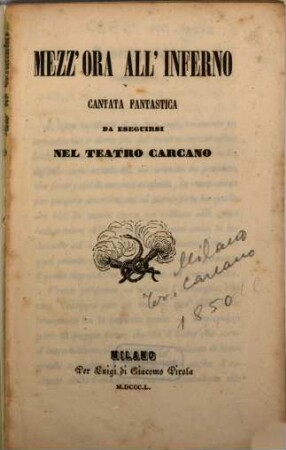 MEZZ' ORA ALL' INFERNO
CANTATA FANTASTICA
DA ESEGUIRSI
NEL TEATRO CARCANO
Milano
Carcano
1850
MILANO
Per Luigi di Giacomo Pirola
M.DCCC.L.